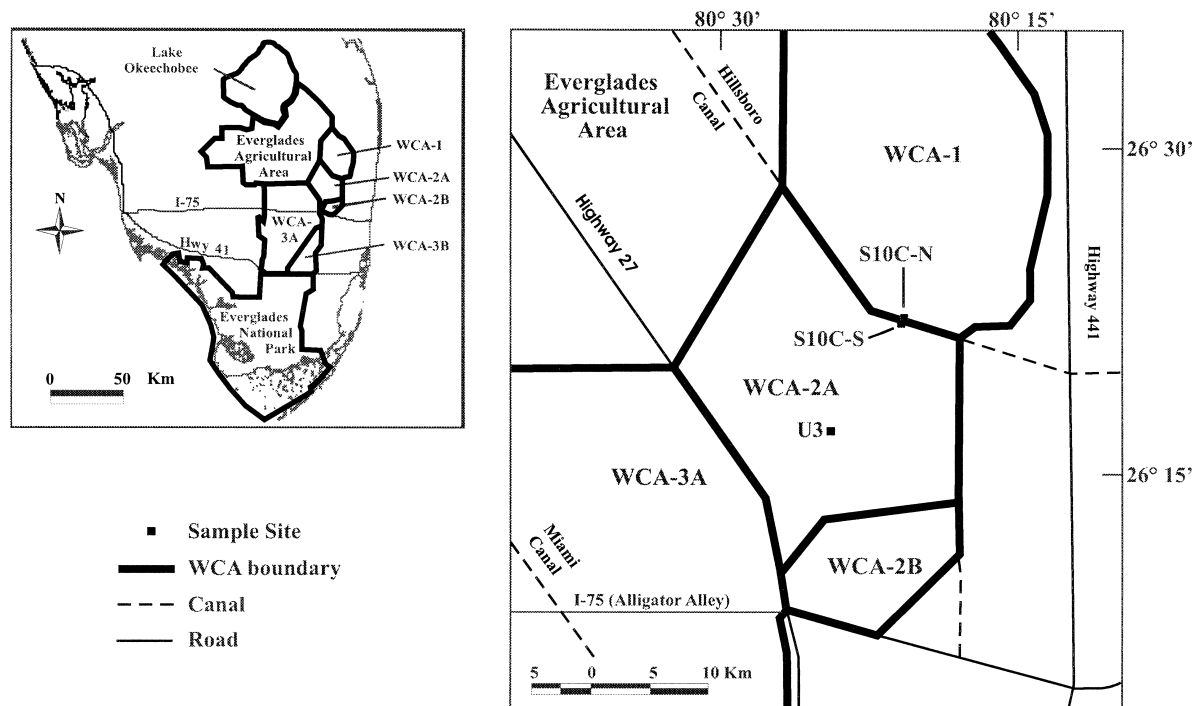 Lake
Okeechobee
Everglades
Agricultural
Area
WCA-1
WCA-2A
WCA-2B
N
I-75
WCA-
3A
Hwy 41
WCA-3B
Everglades
National
Park
0 50 Km
Sample Site
WCA boundary
Canal
Road
80° 30’ 80° 15’
Everglades
Agricultural
Area
Hillsboro
Canal
WCA-1
26° 30’
Highway 27
S10C-N
Highway 441
S10C-S
WCA-2A
U3
WCA-3A
26° 15’
Miami
Canal
WCA-2B
I-75 (Alligator Alley)
5 0 5 10 Km